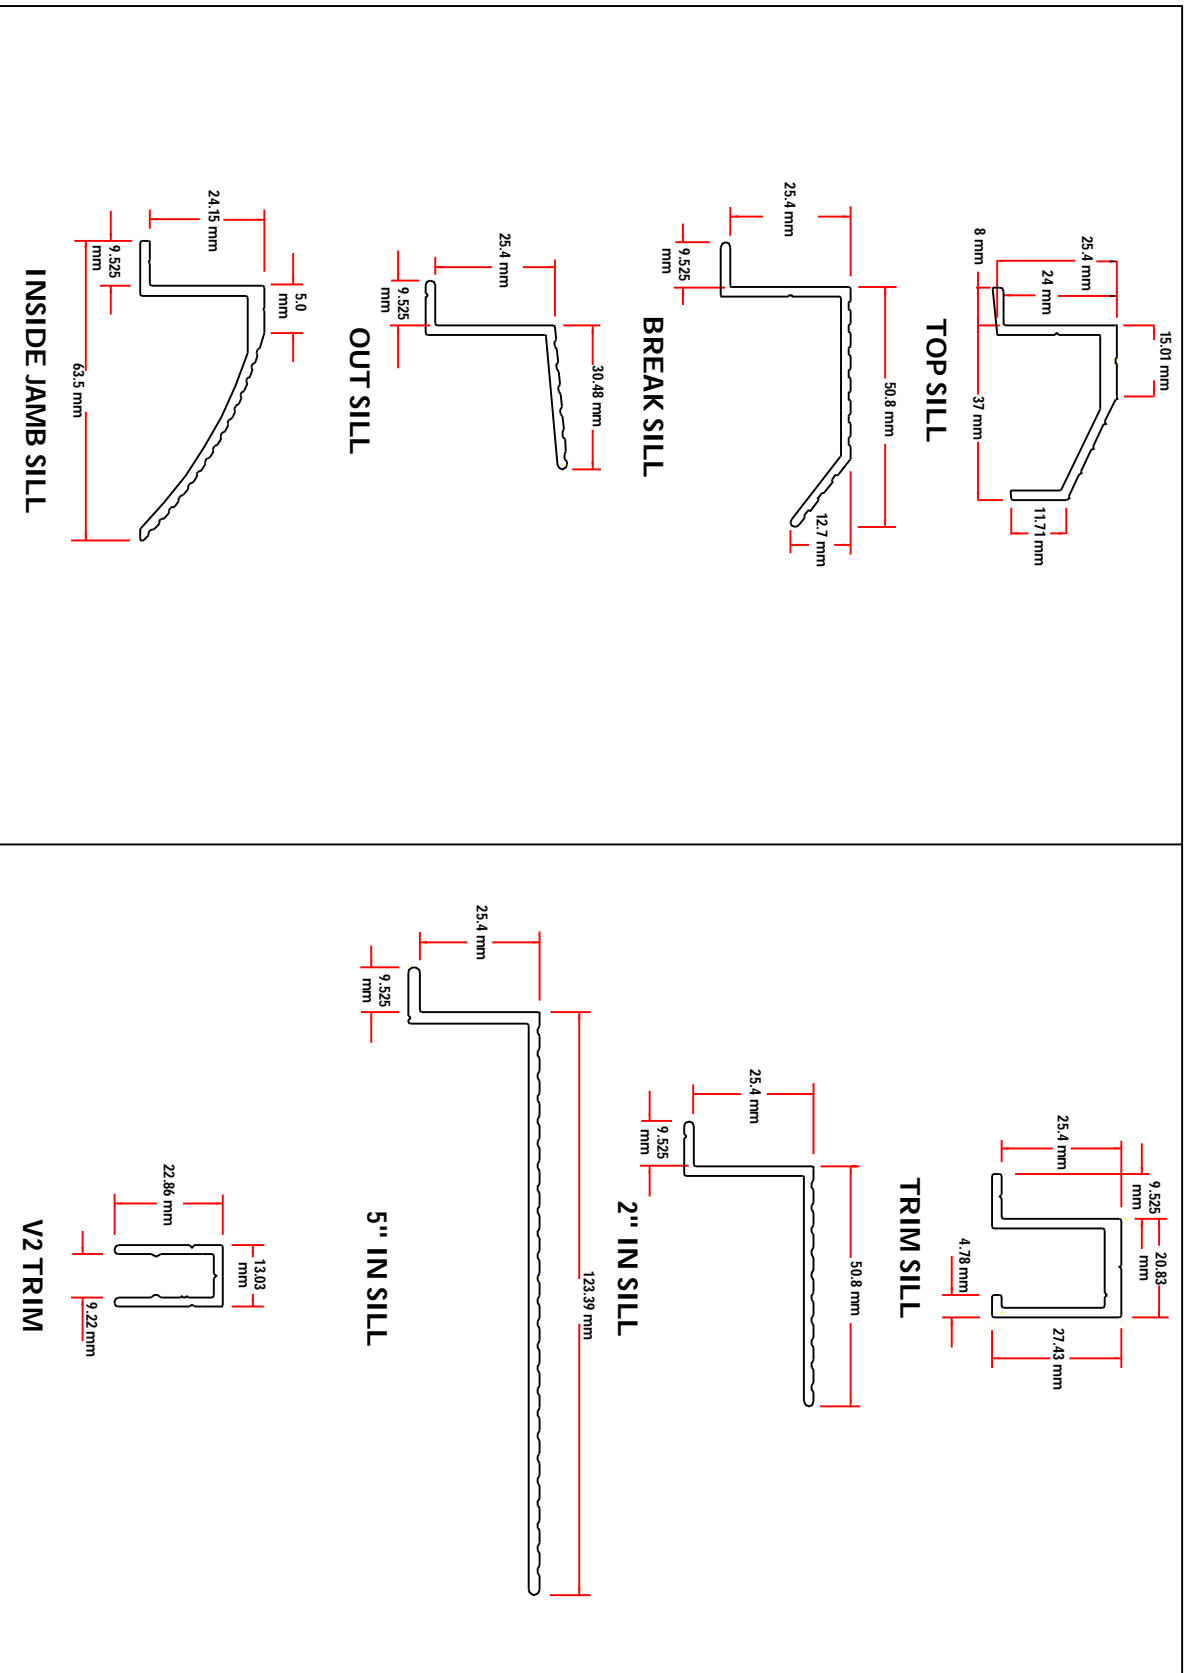 15.01 mm
25.4 mm
24 mm
8 mm
37 mm
11.71 mm
TOP SILL
25.4 mm
9.525
mm
50.8 mm
12.7 mm
BREAK SILL
25.4 mm
9.525
mm
30.48 mm
OUT SILL
24.15 mm
9.525
mm
5.0
mm
63.5 mm
INSIDE JAMB SILL
25.4 mm
9.525
mm
20.83
mm
4.78 mm
27.43 mm
TRIM SILL
25.4 mm
9.525
mm
50.8 mm
2" IN SILL
25.4 mm
9.525
mm
123.39 mm
5" IN SILL
22.86 mm
13.03
mm
9.22 mm
V2 TRIM